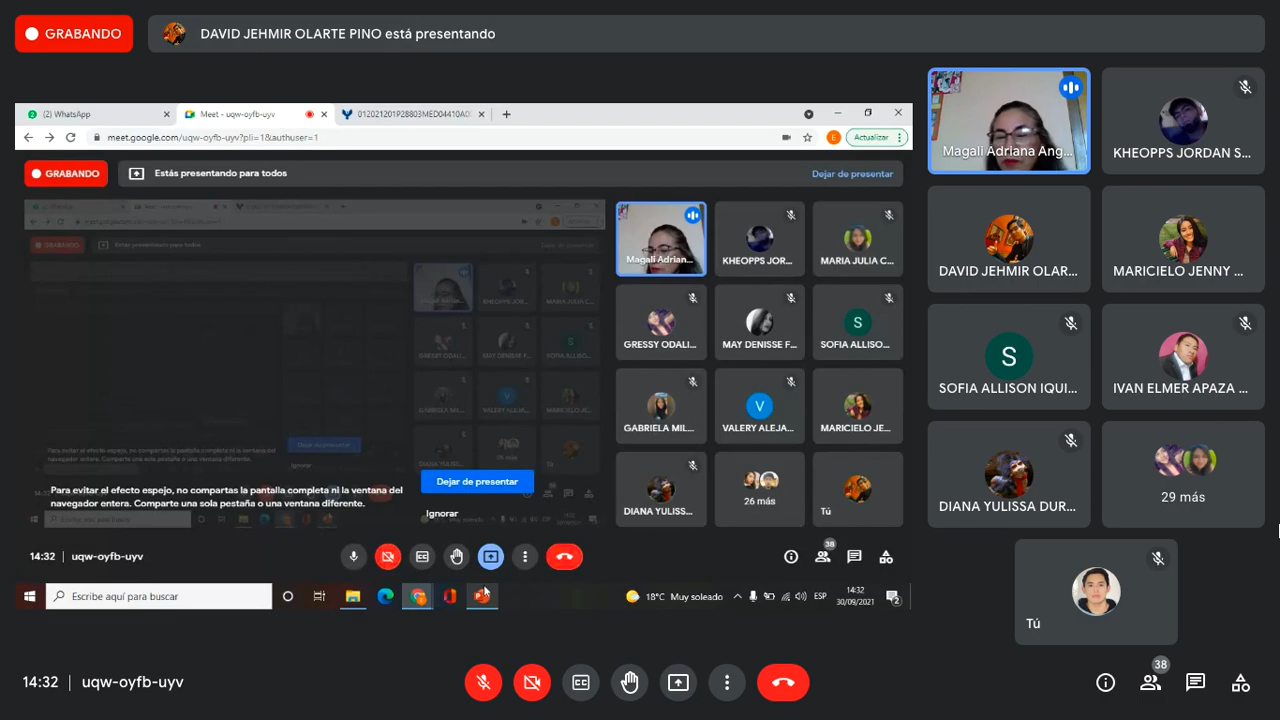 GRABANDO
DAVID JEHMIR OLARTE PINO está presentando
(2) WhatsApp
Meet - uqw-oyfb-uyv
meet.google.com/uqw-oyfb-uyv?pli=1&authuser=1
Actualizar
GRABANDO
Estás presentando para todos
Dejar de presentar
Magali Adrian...
KHEOPPS JOR...
MARIA JULIA C...
GRESSY ODALI...
MAY DENISSE F...
S
SOFIA ALLISO...
GABRIELA MIL...
V
VALERY ALEJA...
MARICIELO JE...
DIANA YULISS...
26 más
Tú
Dejar de presentar
Para evitar el efecto espejo, no compartas la pantalla completa ni la ventana del
navegador entera. Comparte una sola pestaña o una ventana diferente.
Ignorar
14:32
uqw-oyfb-uyv
38
Escribe aquí para buscar
18°C Muy soleado
ESP
14:32
30/09/2021
2
Magali Adriana Ang...
KHEOPPS JORDAN S...
DAVID JEHMIR OLAR...
MARICIELO JENNY ...
S
SOFIA ALLISON IQUI...
IVAN ELMER APAZA ...
DIANA YULISSA DUR...
29 más
Tú
14:32
uqw-oyfb-uyv
38